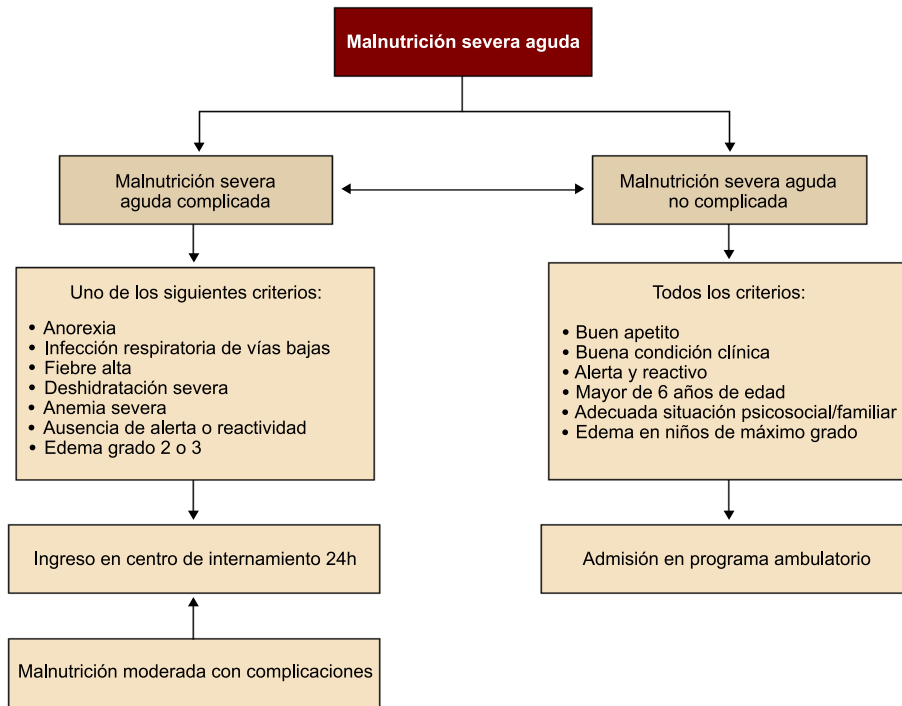 Malnutrición severa aguda
Malnutrición severa
aguda complicada
Malnutrición severa aguda
no complicada
Uno de los siguientes criterios:
• Anorexia
• Infección respiratoria de vías bajas
• Fiebre alta
• Deshidratación severa
• Anemia severa
• Ausencia de alerta o reactividad
• Edema grado 2 o 3
Todos los criterios:
• Buen apetito
• Buena condición clínica
• Alerta y reactivo
• Mayor de 6 años de edad
• Adecuada situación psicosocial/familiar
• Edema en niños de máximo grado
Ingreso en centro de internamiento 24h
Admisión en programa ambulatorio
Malnutrición moderada con complicaciones